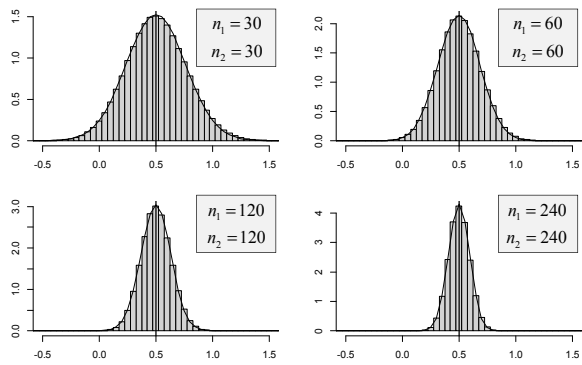 n₁ = 30
n₂ = 30
0.0 0.5 1.0 1.5
-0.5 0.0 0.5 1.0 1.5
n₁ = 60
n₂ = 60
0.0 0.5 1.0 1.5 2.0
-0.5 0.0 0.5 1.0 1.5
n₁ = 120
n₂ = 120
0.0 1.0 2.0 3.0
-0.5 0.0 0.5 1.0 1.5
n₁ = 240
n₂ = 240
0 1 2 3 4
-0.5 0.0 0.5 1.0 1.5